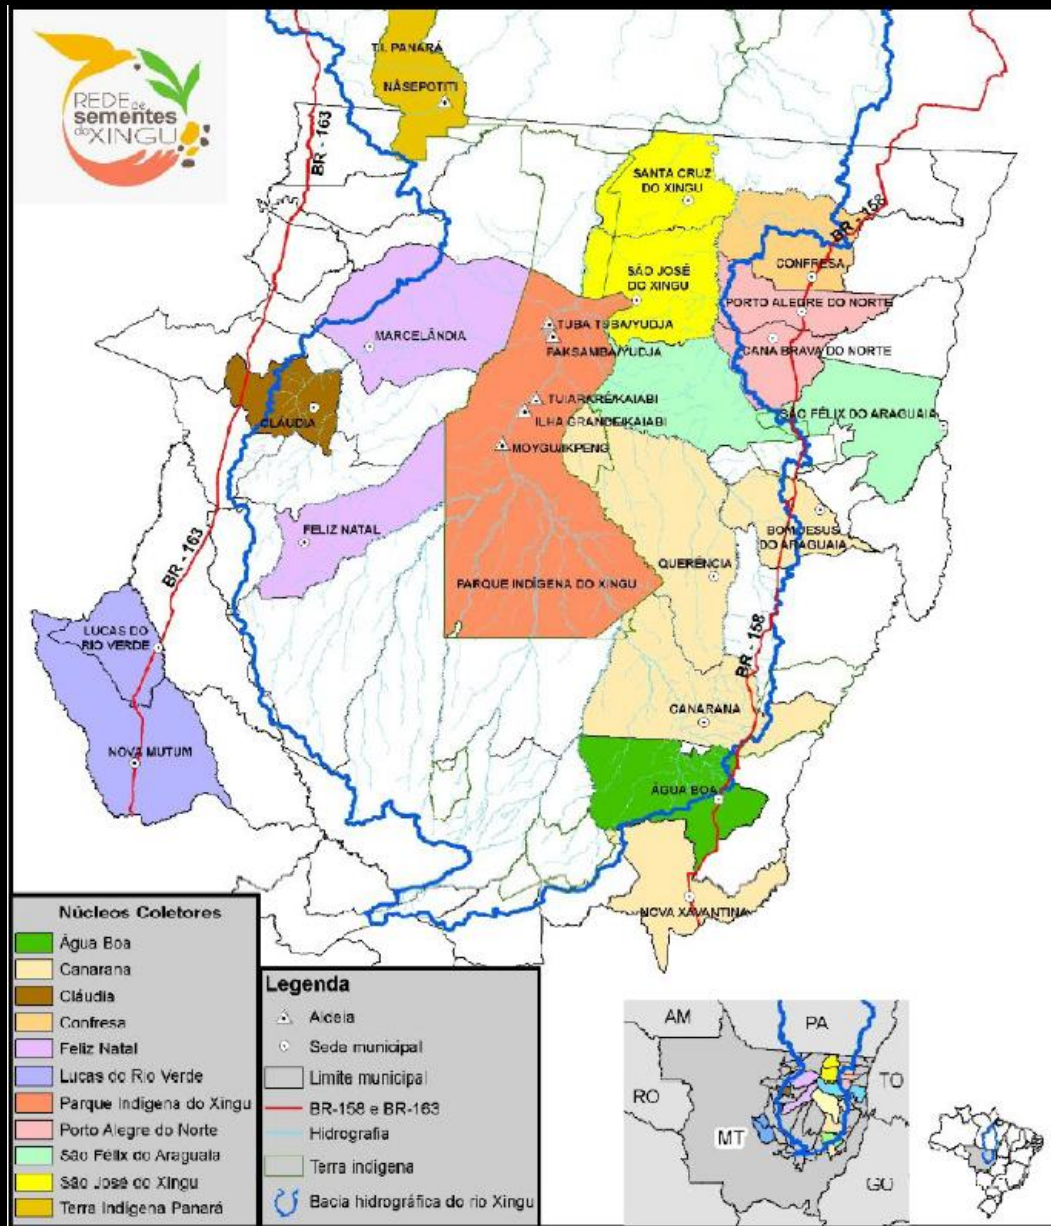 REDE de
sementes
do XINGU
T.I. PANARÁ
NÂSEPOTITI
BR-163
SANTA CRUZ
DO XINGU
BR - 158
CONFRESA
SÃO JOSÉ
DO XINGU
PORTO ALEGRE DO NORTE
TUBA TUBA/YUDJA
MARCELÂNDIA
PAKSAMBA/YUDJA
CANA BRAVA DO NORTE
TUIARARÉ/KAIABI
ILHA GRANDE/KAIABI
SÃO FÉLIX DO ARAGUAIA
CLÁUDIA
MOYGU/IKPENG
FELIZ NATAL
BOM JESUS
DO ARAGUAIA
BR - 163
QUERÊNCIA
PARQUE INDÍGENA DO XINGU
LUCAS DO
RIO VERDE
BR - 158
CANARANA
NOVA MUTUM
ÁGUA BOA
NOVA XAVANTINA
Núcleos Coletores
Água Boa
Canarana
Cláudia
Confresa
Feliz Natal
Lucas do Rio Verde
Parque Indígena do Xingu
Porto Alegre do Norte
São Félix do Araguaia
São José do Xingu
Terra Indígena Panará
Legenda
Aldeia
Sede municipal
Limite municipal
BR-158 e BR-163
Hidrografia
Terra indígena
Bacia hidrográfica do rio Xingu
AM
PA
RO
TO
MT
GO